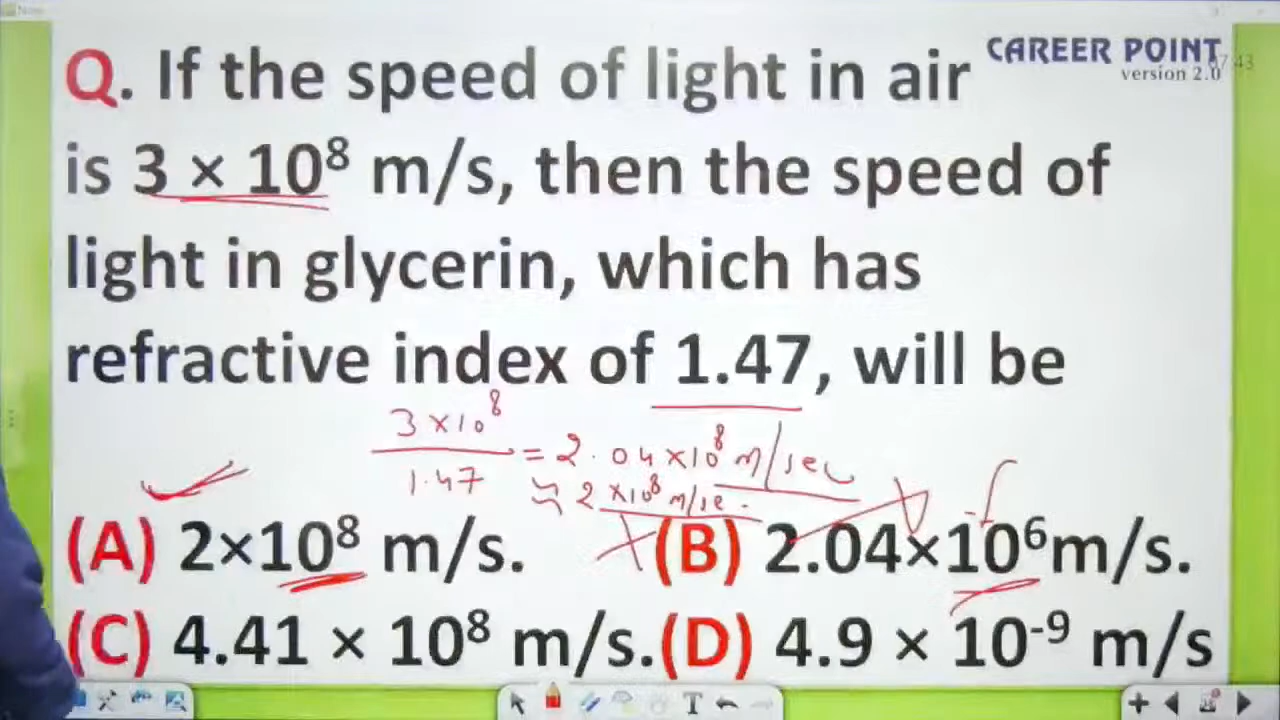 CAREER POINT
version 2.0
Q. If the speed of light in air
is 3 × 10⁸ m/s, then the speed of
light in glycerin, which has
refractive index of 1.47, will be
3 × 10⁸
1.47
= 2.04 × 10⁸ m/sec
≈ 2 × 10⁸ m/se.
(A) 2×10⁸ m/s. (B) 2.04×10⁶m/s.
(C) 4.41 × 10⁸ m/s. (D) 4.9 × 10⁻⁹ m/s
T